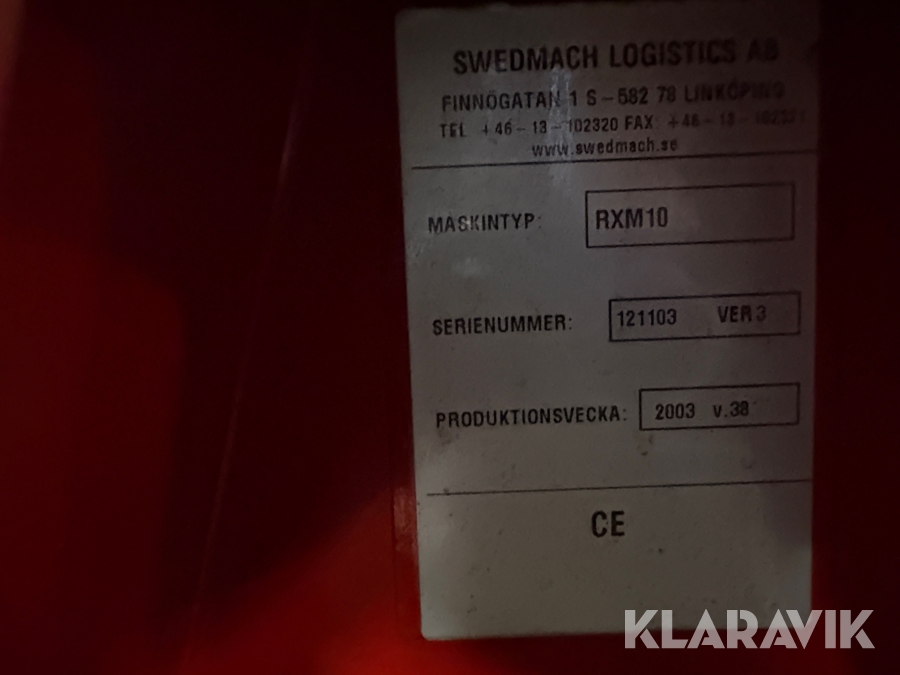 SWEDMACH LOGISTICS AB
FINNÖGATAN 1 S-582 78 LINKÖPING
TEL +46-13-102320 FAX +46-13-102321
www.swedmach.se
MASKINTYP: RXM10
SERIENUMMER: 121103 VER 3
PRODUKTIONSVECKA: 2003 v.38
CE
KLARAVIK